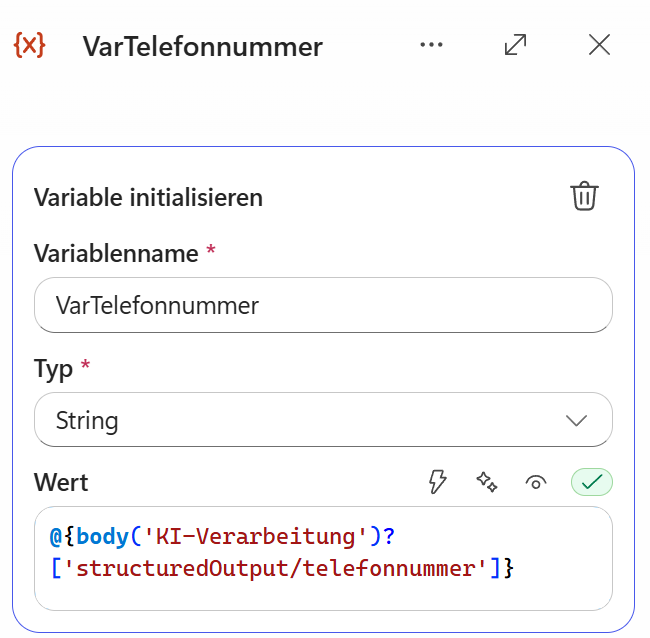 {x} VarTelefonnummer
Variable initialisieren
Variablenname *
VarTelefonnummer
Typ *
String
Wert
@{body('KI-Verarbeitung')?
['structuredOutput/telefonnummer']}